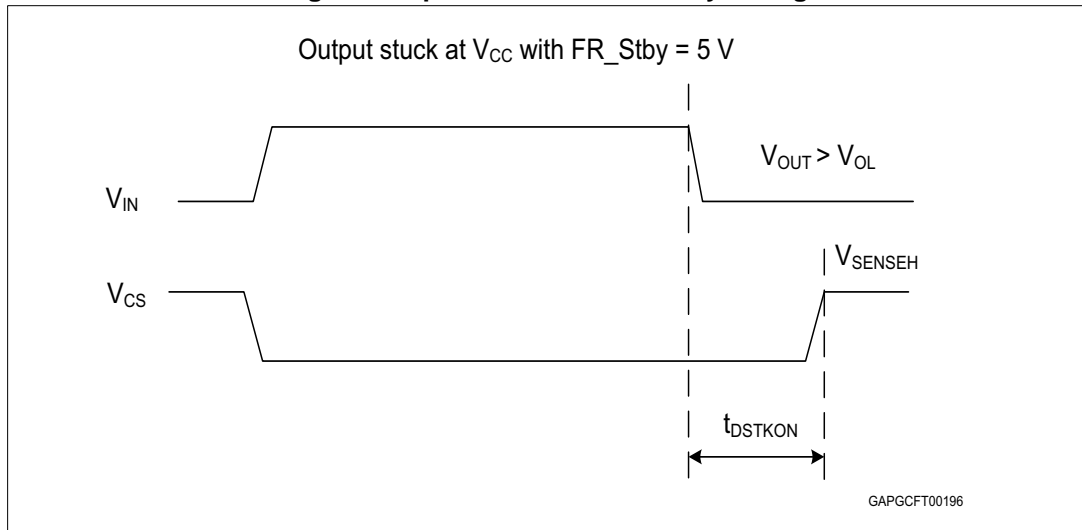 Output stuck at VCC with FR_Stby = 5 V
VOUT > VOL
VIN
VSENSEH
VCS
tDSTKON
GAPGCFT00196